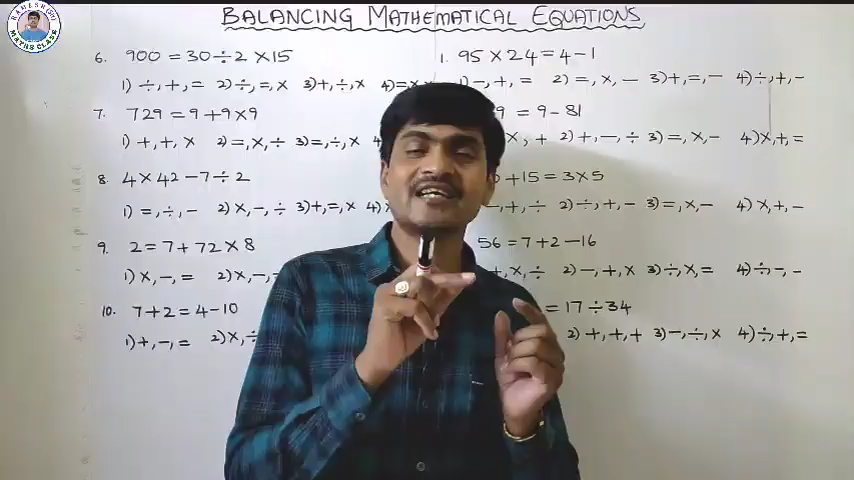 RAMESH SIR
MATHS CLASS
BALANCING MATHEMATICAL EQUATIONS
6. 900 = 30 ÷ 2 × 15
1) ÷, +, = 2) ÷, =, × 3) +, ÷, × 4) =
7. 729 = 9 + 9 × 9
1) +, +, × 2) =, ×, ÷ 3) =, ÷, ×
8. 4 × 42 - 7 ÷ 2
1) =, ÷, - 2) ×, -, ÷ 3) +, =, × 4) ×
9. 2 = 7 + 72 × 8
1) ×, -, = 2) ×, -,
10. 7 + 2 = 4 - 10
1) +, -, = 2) ×, ÷
1. 95 × 24 = 4 - 1
1) -, +, = 2) =, ×, - 3) +, =, - 4) ÷, +, -
9 = 9 - 81
×, + 2) +, -, ÷ 3) =, ×, - 4) ×, +, =
+ 15 = 3 × 5
-, +, ÷ 2) ÷, +, - 3) =, ×, - 4) ×, +, -
56 = 7 + 2 - 16
+, ×, ÷ 2) -, +, × 3) ÷, ×, = 4) ÷, -, -
= 17 ÷ 34
2) +, +, + 3) -, ÷, × 4) ÷, +, =